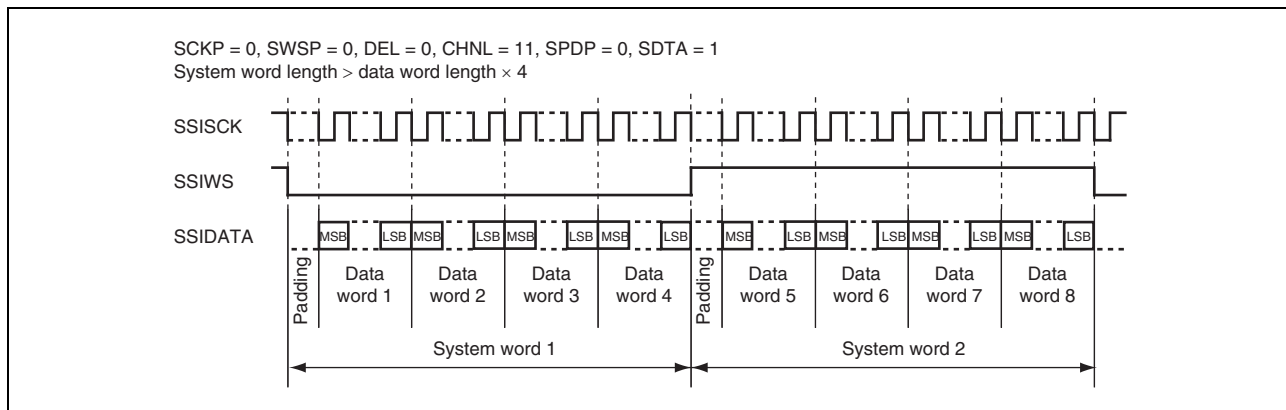 SCKP = 0, SWSP = 0, DEL = 0, CHNL = 11, SPDP = 0, SDTA = 1
System word length > data word length × 4
SSISCK
SSIWS
SSIDATA
MSB LSB MSB LSB MSB LSB MSB LSB MSB LSB MSB LSB MSB LSB MSB LSB
Padding
Data word 1
Data word 2
Data word 3
Data word 4
Padding
Data word 5
Data word 6
Data word 7
Data word 8
System word 1
System word 2